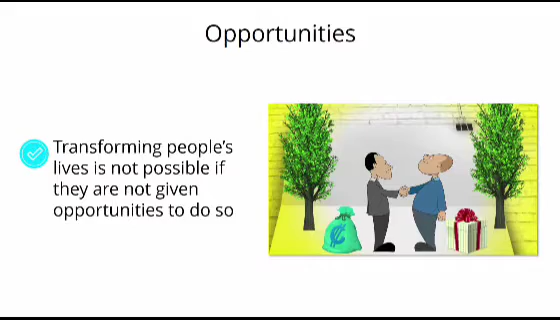 Opportunities
Transforming people's
lives is not possible if
they are not given
opportunities to do so
₵